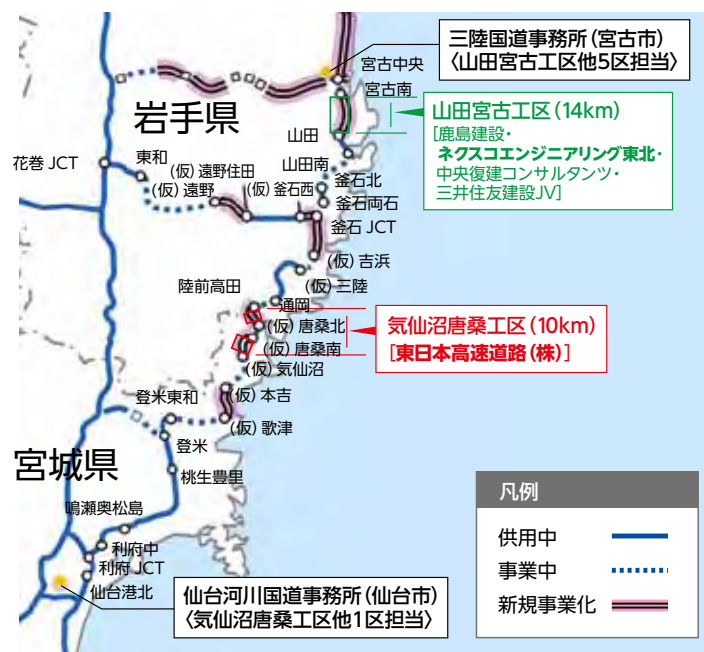 三陸国道事務所（宮古市）
〈山田宮古工区他5区担当〉
宮古中央
宮古南
岩手県
山田宮古工区（14km）
[鹿島建設・
ネクスコエンジニアリング東北・
中央復建コンサルタンツ・
三井住友建設JV]
山田
山田南
花巻 JCT
東和
（仮）遠野住田
（仮）遠野
（仮）釜石西
釜石北
釜石両石
釜石 JCT
（仮）吉浜
（仮）三陸
陸前高田
通岡
（仮）唐桑北
（仮）唐桑南
（仮）気仙沼
気仙沼唐桑工区（10km）
[東日本高速道路（株）]
（仮）本吉
登米東和
（仮）歌津
登米
宮城県
桃生豊里
鳴瀬奥松島
利府中
利府 JCT
仙台港北
仙台河川国道事務所（仙台市）
〈気仙沼唐桑工区他1区担当〉
凡例
供用中
事業中
新規事業化